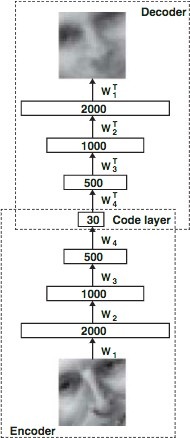 Decoder
W₁ᵀ
2000
W₂ᵀ
1000
W₃ᵀ
500
W₄ᵀ
30 Code layer
W₄
500
W₃
1000
W₂
2000
W₁
Encoder